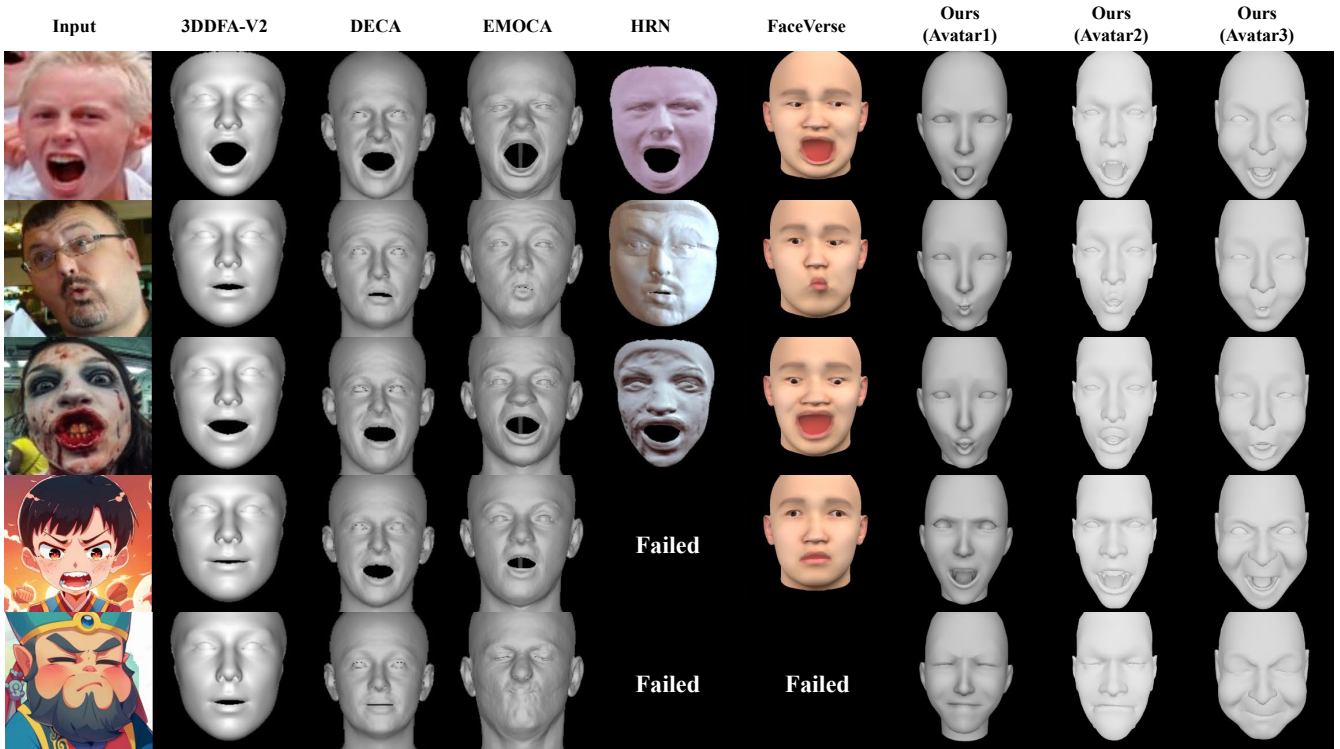 Input
3DDFA-V2
DECA
EMOCA
HRN
FaceVerse
Ours
(Avatar1)
Ours
(Avatar2)
Ours
(Avatar3)
Failed
Failed
Failed